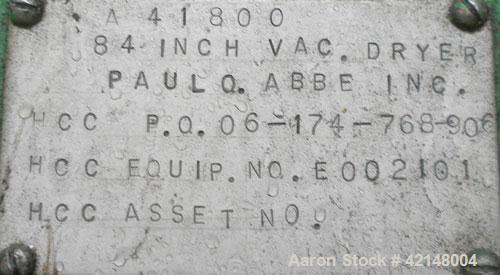 A 41800
84 INCH VAC. DRYER
PAUL O. ABBE INC.
HCC P.O. 06-174-768-906
HCC EQUIP. NO. E002101
HCC ASSET NO.
Aaron Stock # 42148004